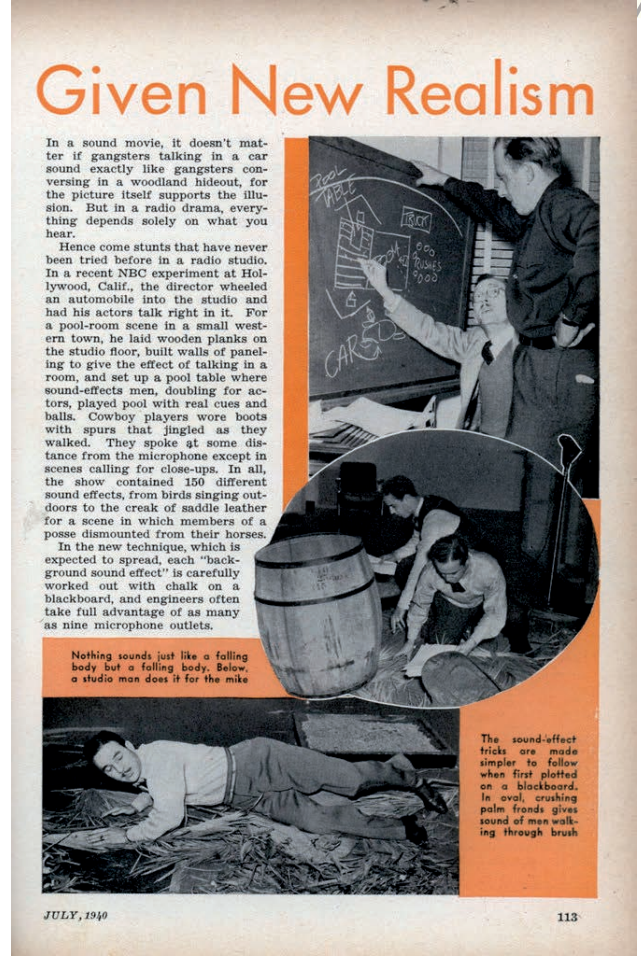 Given New Realism
In a sound movie, it doesn't mat-
ter if gangsters talking in a car
sound exactly like gangsters con-
versing in a woodland hideout, for
the picture itself supports the illu-
sion. But in a radio drama, every-
thing depends solely on what you
hear.
Hence come stunts that have never
been tried before in a radio studio.
In a recent NBC experiment at Hol-
lywood, Calif., the director wheeled
an automobile into the studio and
had his actors talk right in it. For
a pool-room scene in a small west-
ern town, he laid wooden planks on
the studio floor, built walls of panel-
ing to give the effect of talking in a
room, and set up a pool table where
sound-effects men, doubling for ac-
tors, played pool with real cues and
balls. Cowboy players wore boots
with spurs that jingled as they
walked. They spoke at some dis-
tance from the microphone except in
scenes calling for close-ups. In all,
the show contained 150 different
sound effects, from birds singing out-
doors to the creak of saddle leather
for a scene in which members of a
posse dismounted from their horses.
In the new technique, which is
expected to spread, each "back-
ground sound effect" is carefully
worked out with chalk on a
blackboard, and engineers often
take full advantage of as many
as nine microphone outlets.
POOL
TABLE
TRUCK
CAR
Nothing sounds just like a falling
body but a falling body. Below,
a studio man does it for the mike
The sound-effect
tricks are made
simpler to follow
when first plotted
on a blackboard.
In oval, crushing
palm fronds gives
sound of men walk-
ing through brush
JULY, 1940
113